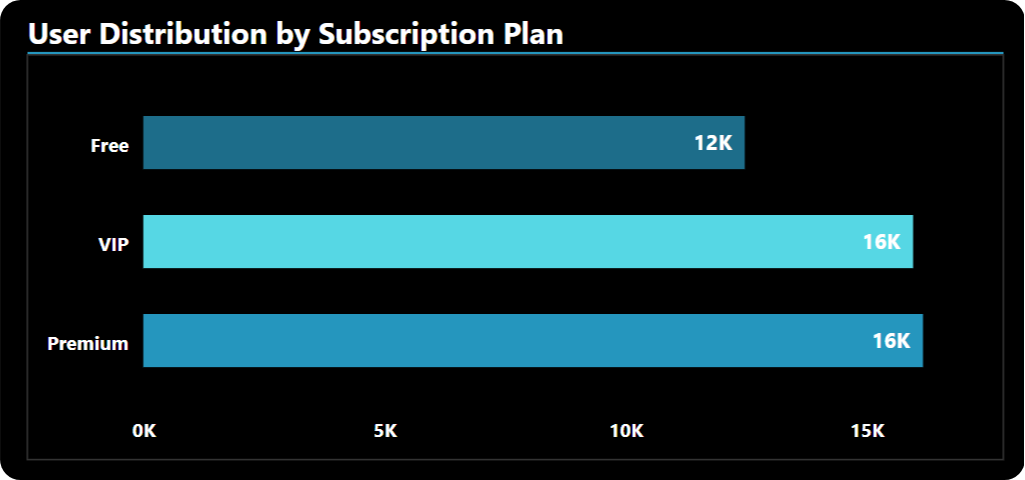 User Distribution by Subscription Plan
Free 12K
VIP 16K
Premium 16K
0K 5K 10K 15K